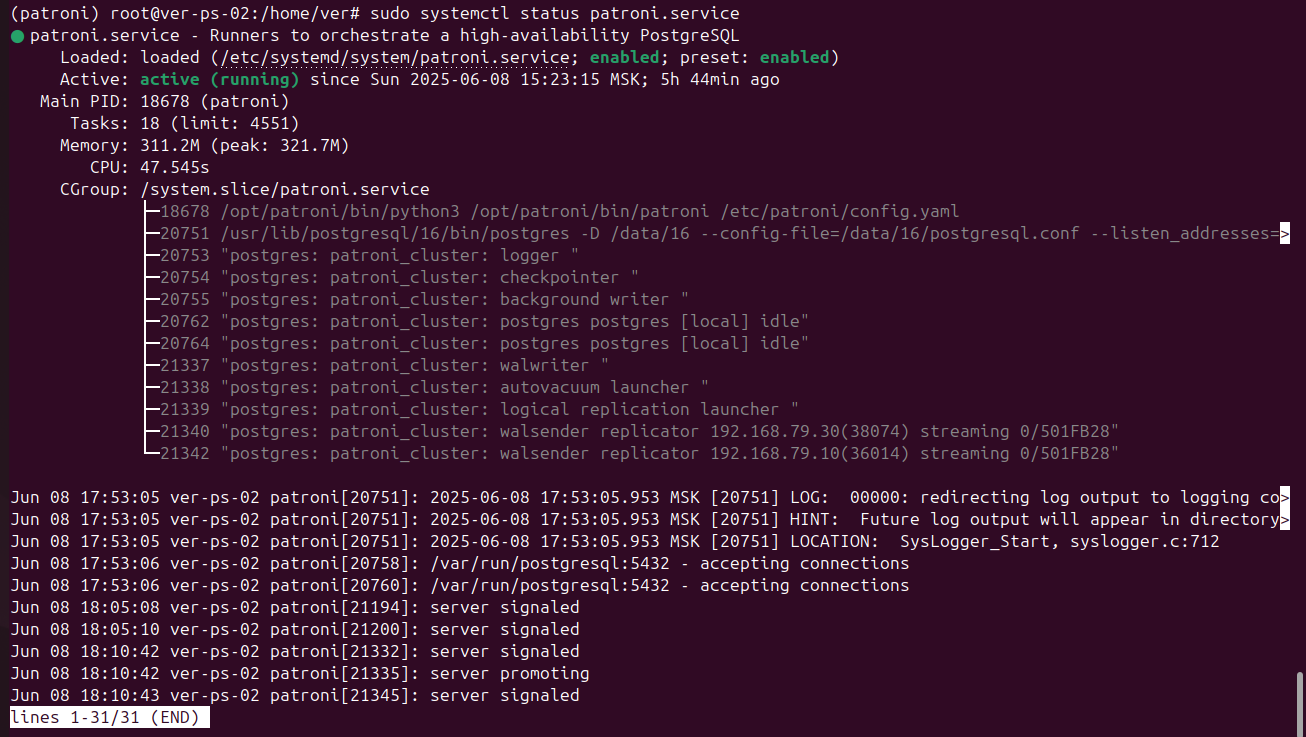 (patroni) root@ver-ps-02:/home/ver# sudo systemctl status patroni.service
● patroni.service - Runners to orchestrate a high-availability PostgreSQL
     Loaded: loaded (/etc/systemd/system/patroni.service; enabled; preset: enabled)
     Active: active (running) since Sun 2025-06-08 15:23:15 MSK; 5h 44min ago
   Main PID: 18678 (patroni)
      Tasks: 18 (limit: 4551)
     Memory: 311.2M (peak: 321.7M)
        CPU: 47.545s
     CGroup: /system.slice/patroni.service
             ├─18678 /opt/patroni/bin/python3 /opt/patroni/bin/patroni /etc/patroni/config.yaml
             ├─20751 /usr/lib/postgresql/16/bin/postgres -D /data/16 --config-file=/data/16/postgresql.conf --listen_addresses=>
             ├─20753 "postgres: patroni_cluster: logger "
             ├─20754 "postgres: patroni_cluster: checkpointer "
             ├─20755 "postgres: patroni_cluster: background writer "
             ├─20762 "postgres: patroni_cluster: postgres postgres [local] idle"
             ├─20764 "postgres: patroni_cluster: postgres postgres [local] idle"
             ├─21337 "postgres: patroni_cluster: walwriter "
             ├─21338 "postgres: patroni_cluster: autovacuum launcher "
             ├─21339 "postgres: patroni_cluster: logical replication launcher "
             ├─21340 "postgres: patroni_cluster: walsender replicator 192.168.79.30(38074) streaming 0/501FB28"
             └─21342 "postgres: patroni_cluster: walsender replicator 192.168.79.10(36014) streaming 0/501FB28"

Jun 08 17:53:05 ver-ps-02 patroni[20751]: 2025-06-08 17:53:05.953 MSK [20751] LOG:  00000: redirecting log output to logging co>
Jun 08 17:53:05 ver-ps-02 patroni[20751]: 2025-06-08 17:53:05.953 MSK [20751] HINT:  Future log output will appear in directory>
Jun 08 17:53:05 ver-ps-02 patroni[20751]: 2025-06-08 17:53:05.953 MSK [20751] LOCATION:  SysLogger_Start, syslogger.c:712
Jun 08 17:53:06 ver-ps-02 patroni[20758]: /var/run/postgresql:5432 - accepting connections
Jun 08 17:53:06 ver-ps-02 patroni[20760]: /var/run/postgresql:5432 - accepting connections
Jun 08 18:05:08 ver-ps-02 patroni[21194]: server signaled
Jun 08 18:05:10 ver-ps-02 patroni[21200]: server signaled
Jun 08 18:10:42 ver-ps-02 patroni[21332]: server signaled
Jun 08 18:10:42 ver-ps-02 patroni[21335]: server promoting
Jun 08 18:10:43 ver-ps-02 patroni[21345]: server signaled
lines 1-31/31 (END)